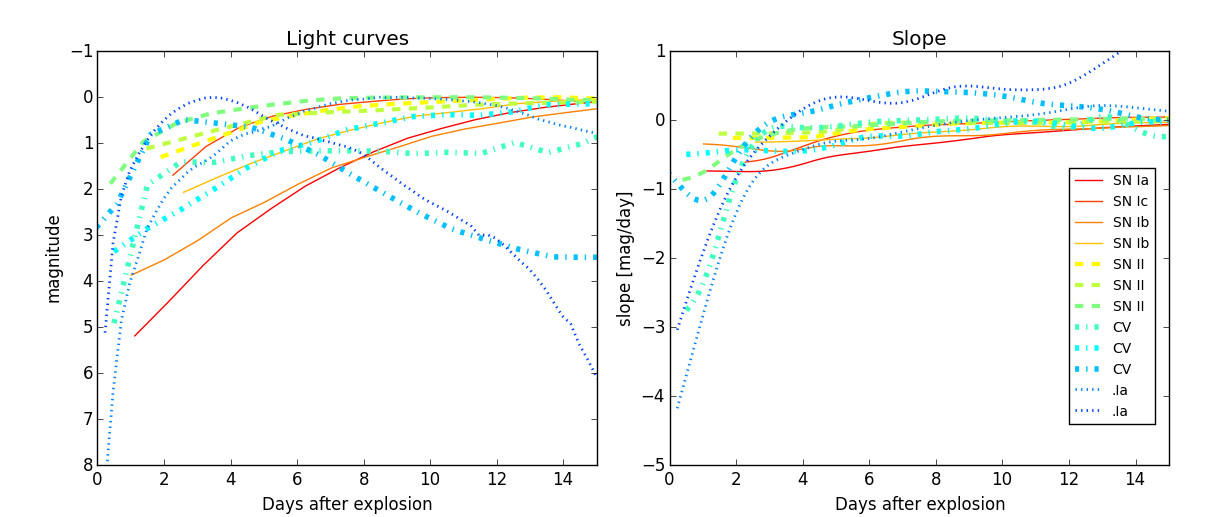 Light curves
−1
0
1
2
3
4
5
6
7
8
magnitude
0 2 4 6 8 10 12 14
Days after explosion
Slope
1
0
−1
−2
−3
−4
−5
slope [mag/day]
SN Ia
SN Ic
SN Ib
SN Ib
SN II
SN II
SN II
CV
CV
CV
.Ia
.Ia
0 2 4 6 8 10 12 14
Days after explosion